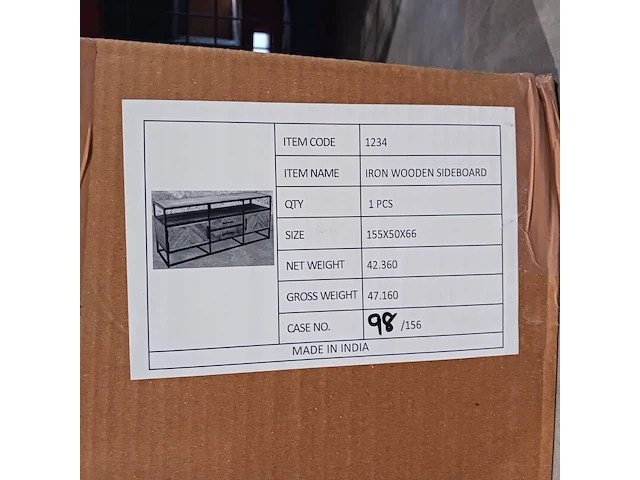 ITEM CODE 1234
ITEM NAME IRON WOODEN SIDEBOARD
QTY 1 PCS
SIZE 155X50X66
NET WEIGHT 42.360
GROSS WEIGHT 47.160
CASE NO. 98 /156
MADE IN INDIA